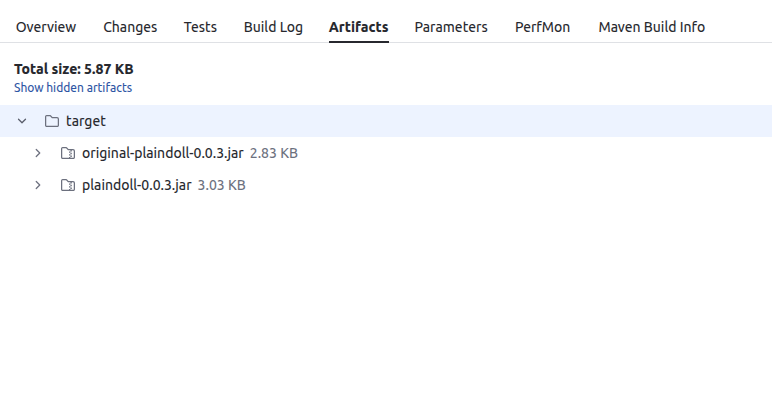 Overview Changes Tests Build Log Artifacts Parameters PerfMon Maven Build Info
Total size: 5.87 KB
Show hidden artifacts
target
original-plaindoll-0.0.3.jar 2.83 KB
plaindoll-0.0.3.jar 3.03 KB